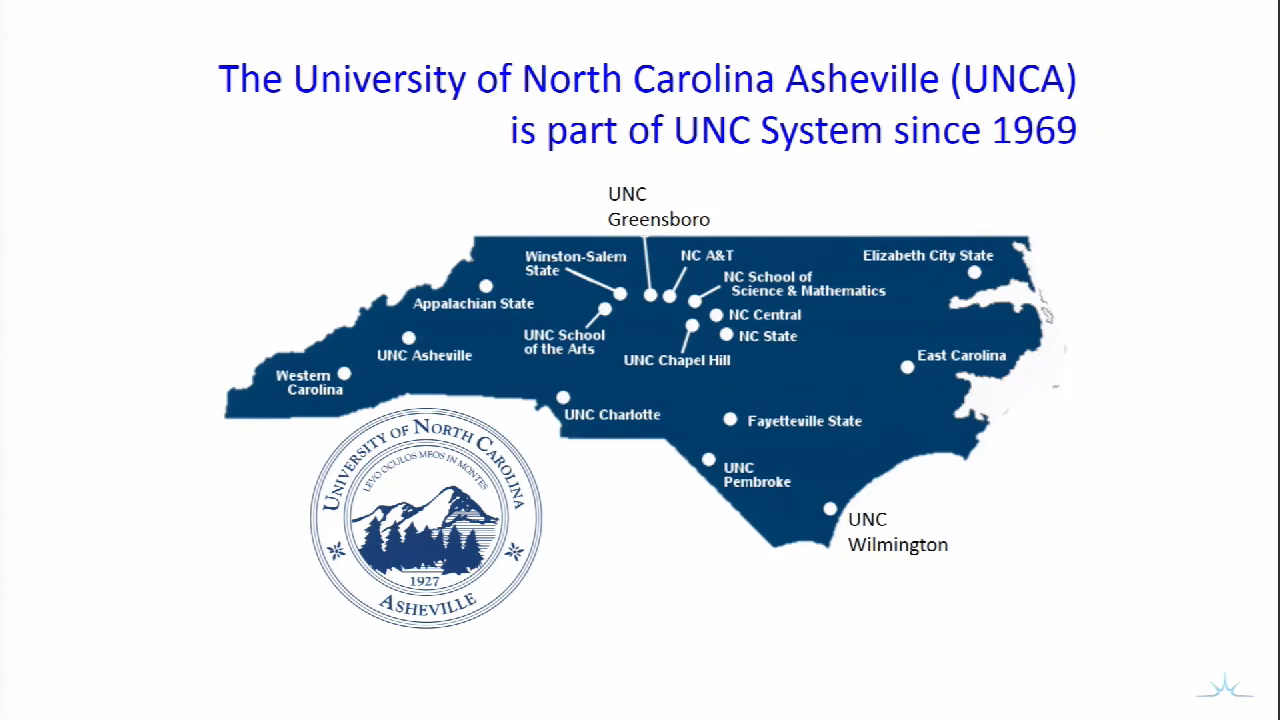 The University of North Carolina Asheville (UNCA)
is part of UNC System since 1969
UNC
Greensboro
Winston-Salem
State
NC A&T
Elizabeth City State
NC School of
Science & Mathematics
Appalachian State
NC Central
UNC School
of the Arts
NC State
UNC Asheville
UNC Chapel Hill
East Carolina
Western
Carolina
UNC Charlotte
Fayetteville State
UNC
Pembroke
UNC
Wilmington
UNIVERSITY OF NORTH CAROLINA
LEVO OCULOS MEOS IN MONTES
1927
ASHEVILLE